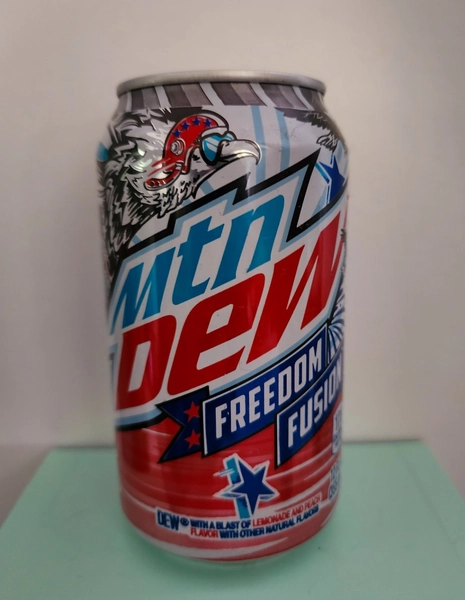 mtn
DEW
FREEDOM
FUSION
DEW® WITH A BLAST OF LEMONADE AND PEACH
FLAVOR WITH OTHER NATURAL FLAVORS